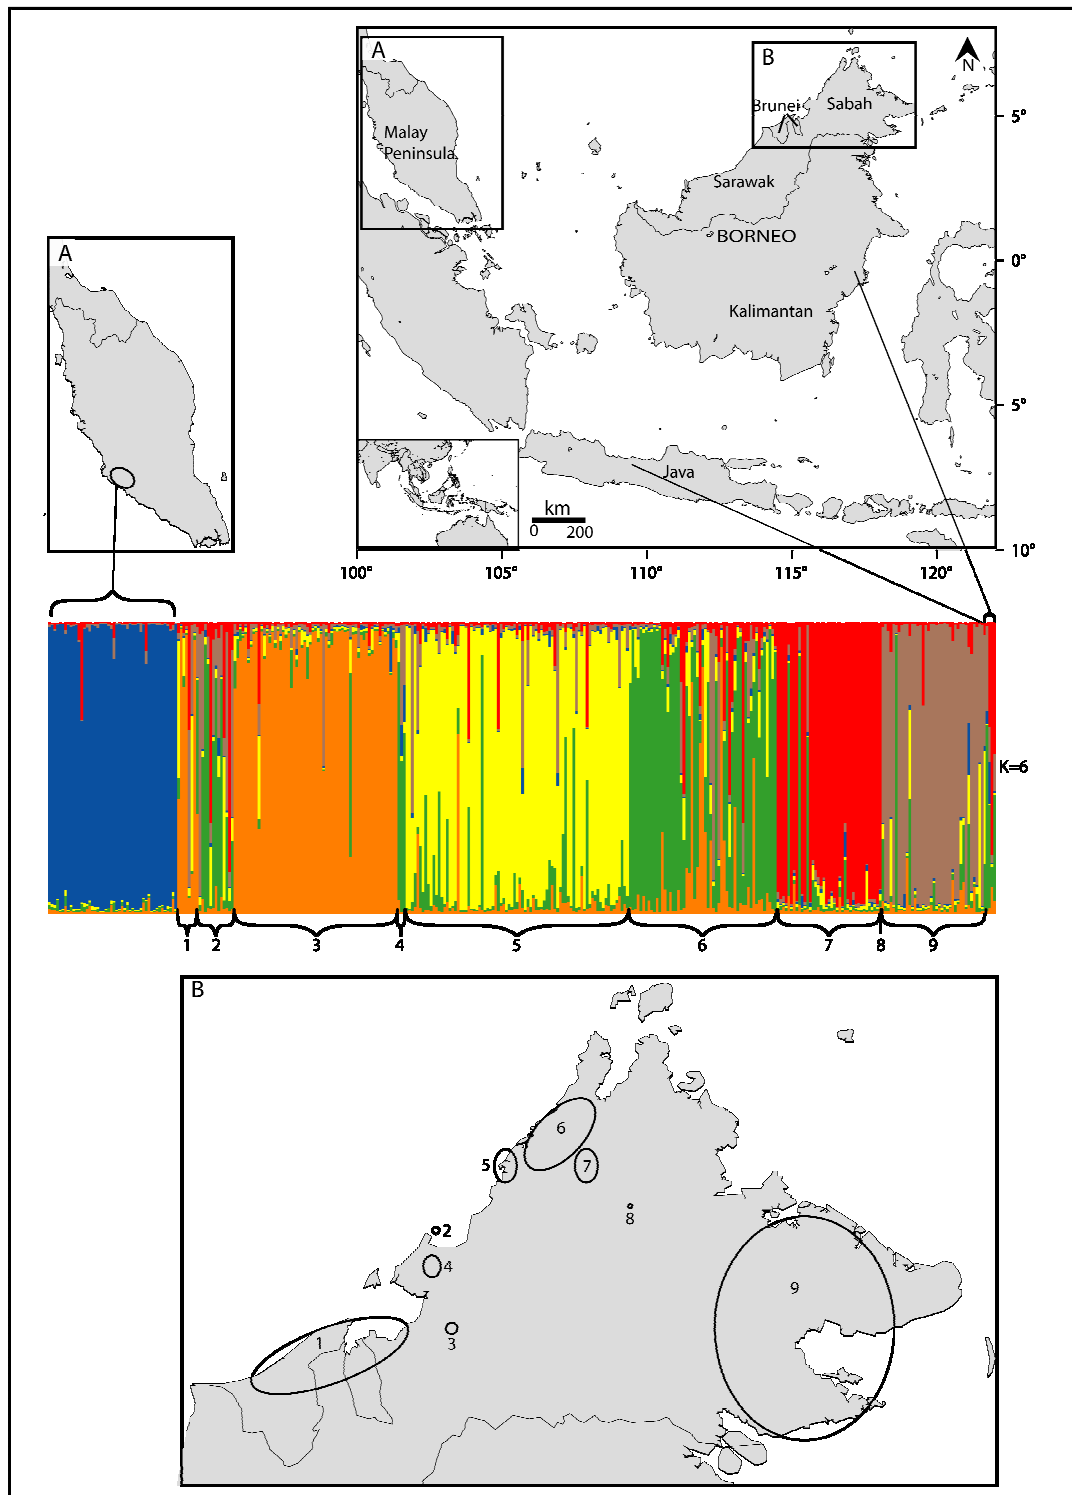 A
B
N
Brunei
Sabah
5°
Malay
Peninsula
Sarawak
BORNEO
A
0°
Kalimantan
5°
Java
km
0 200
10°
100° 105° 110° 115° 120°
K=6
1 2 3 4 5 6 7 8 9
B
6
5 7
8
2
4
9
1 3